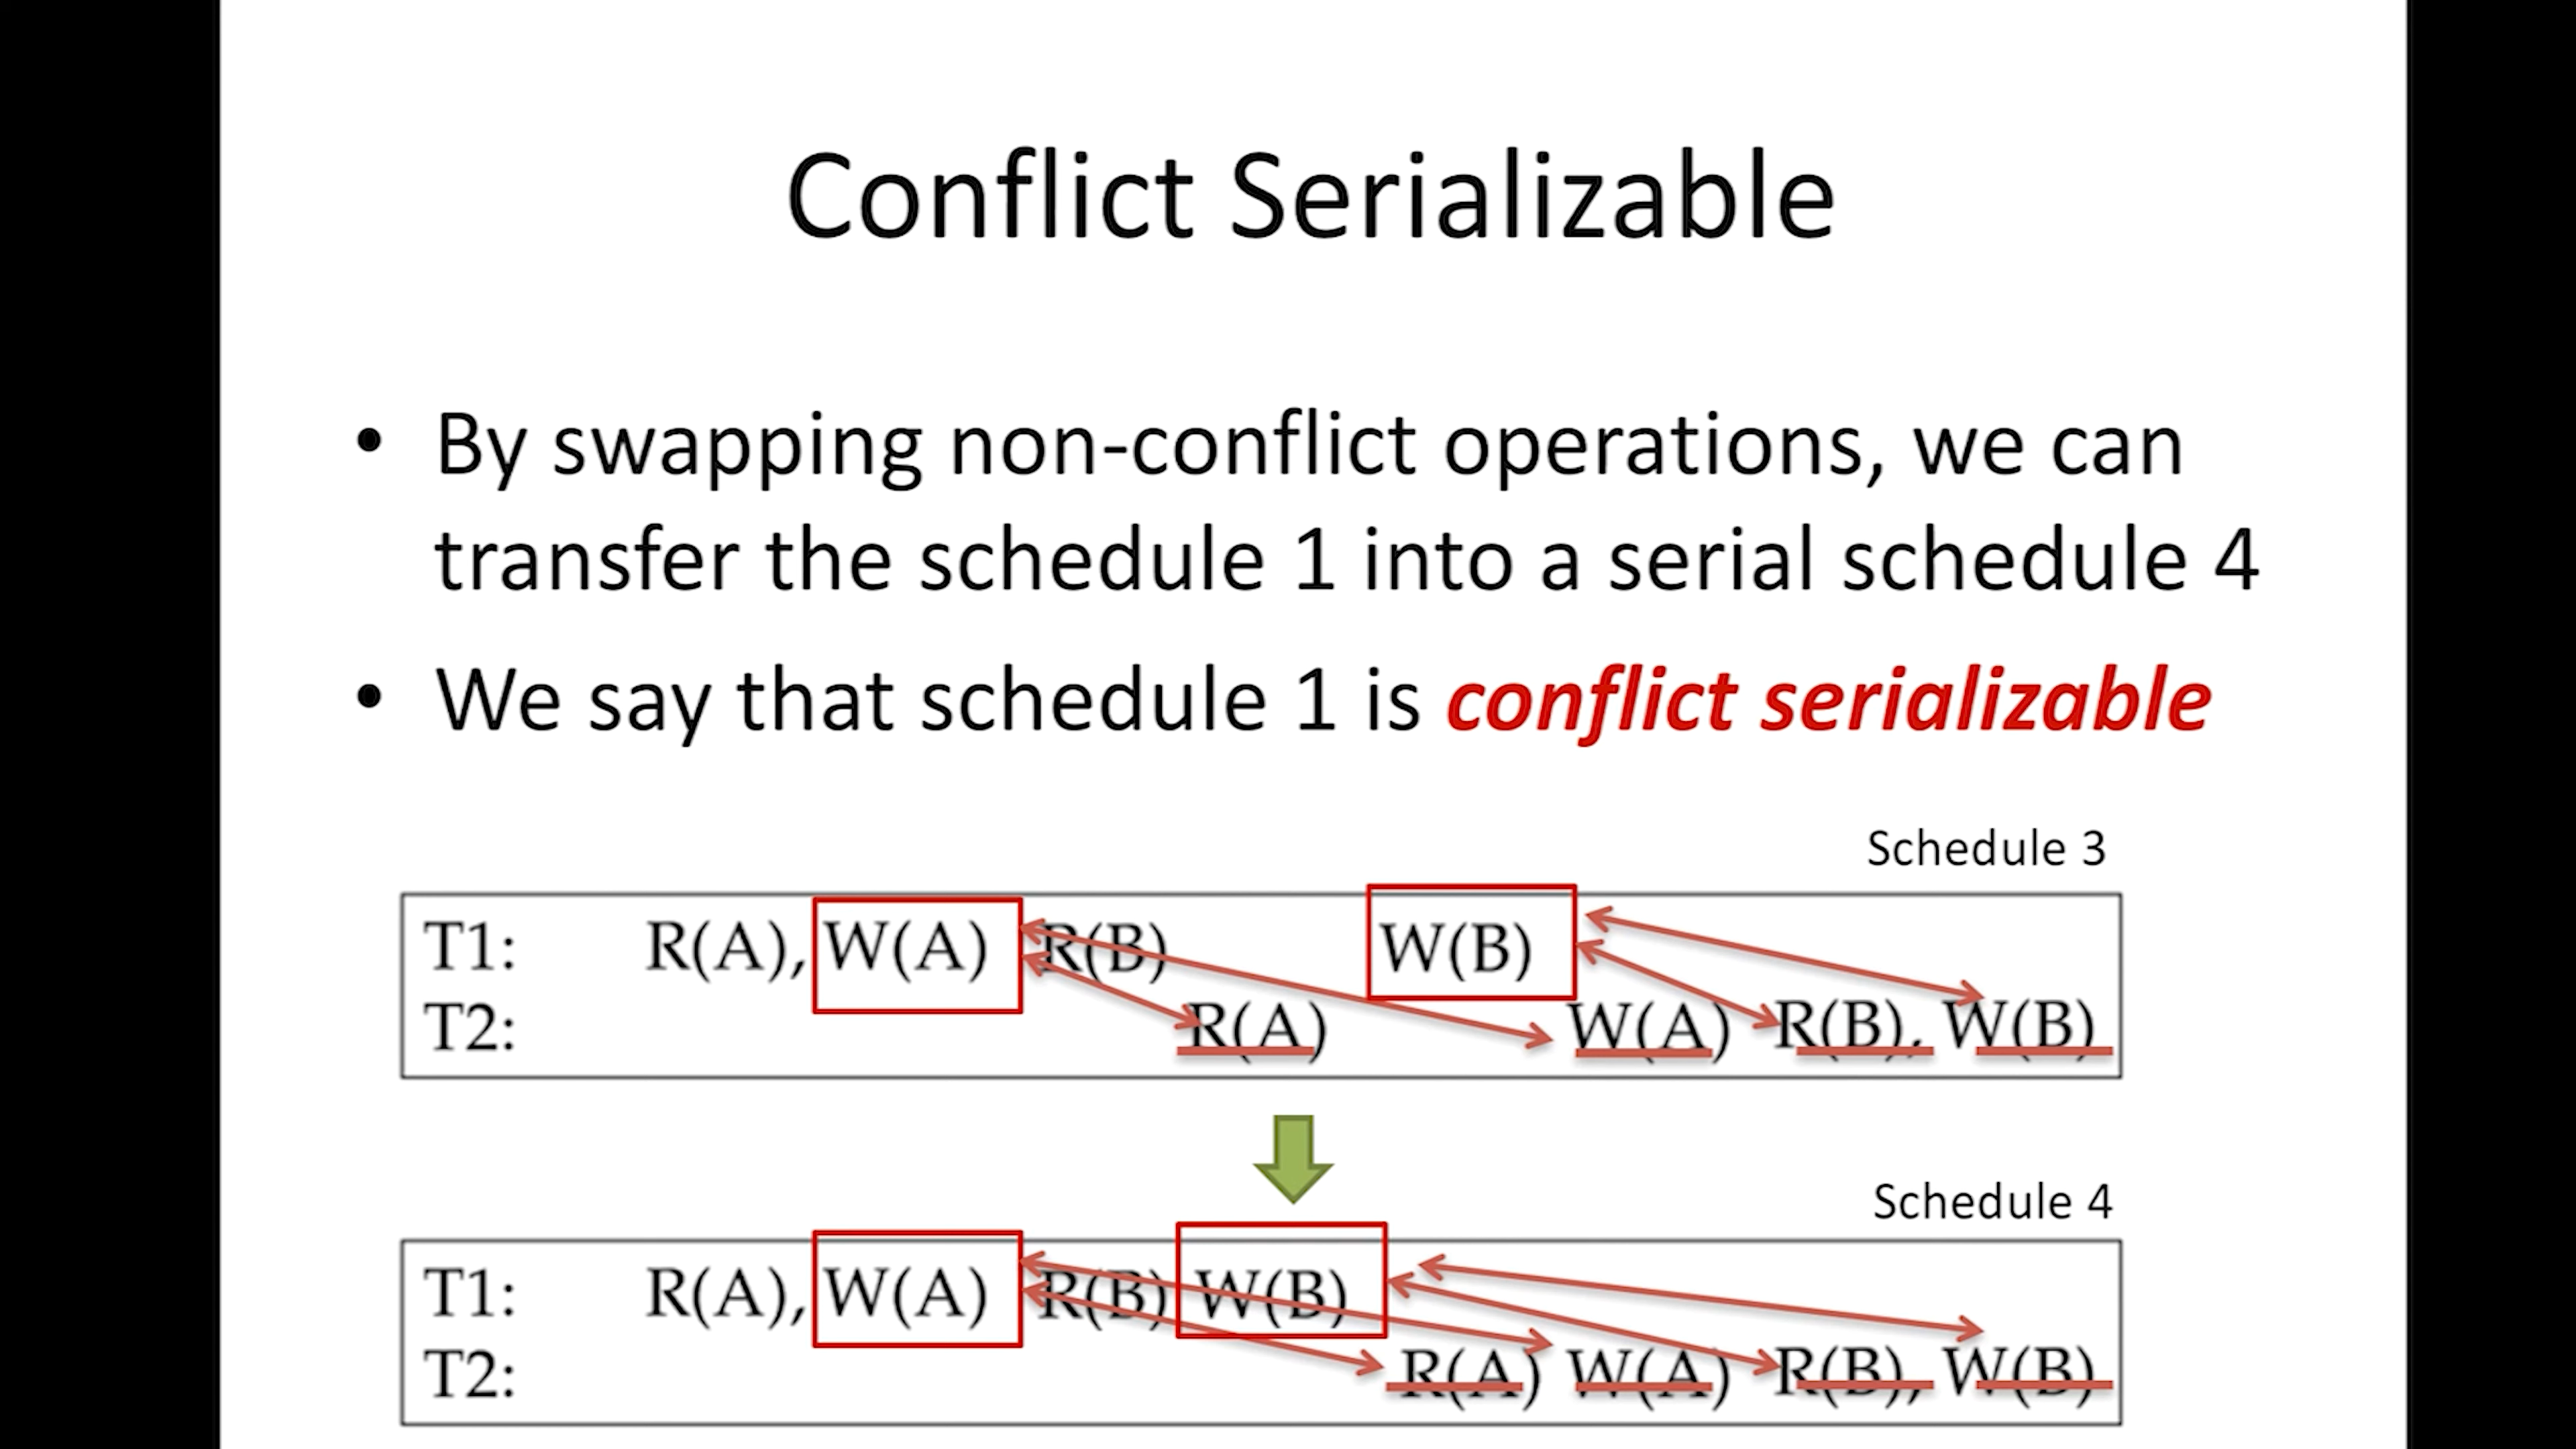 Conflict Serializable
• By swapping non-conflict operations, we can
transfer the schedule 1 into a serial schedule 4
• We say that schedule 1 is conflict serializable
Schedule 3
T1: R(A), W(A) R(B) W(B)
T2: R(A) W(A) R(B), W(B)
Schedule 4
T1: R(A), W(A) R(B) W(B)
T2: R(A) W(A) R(B), W(B)